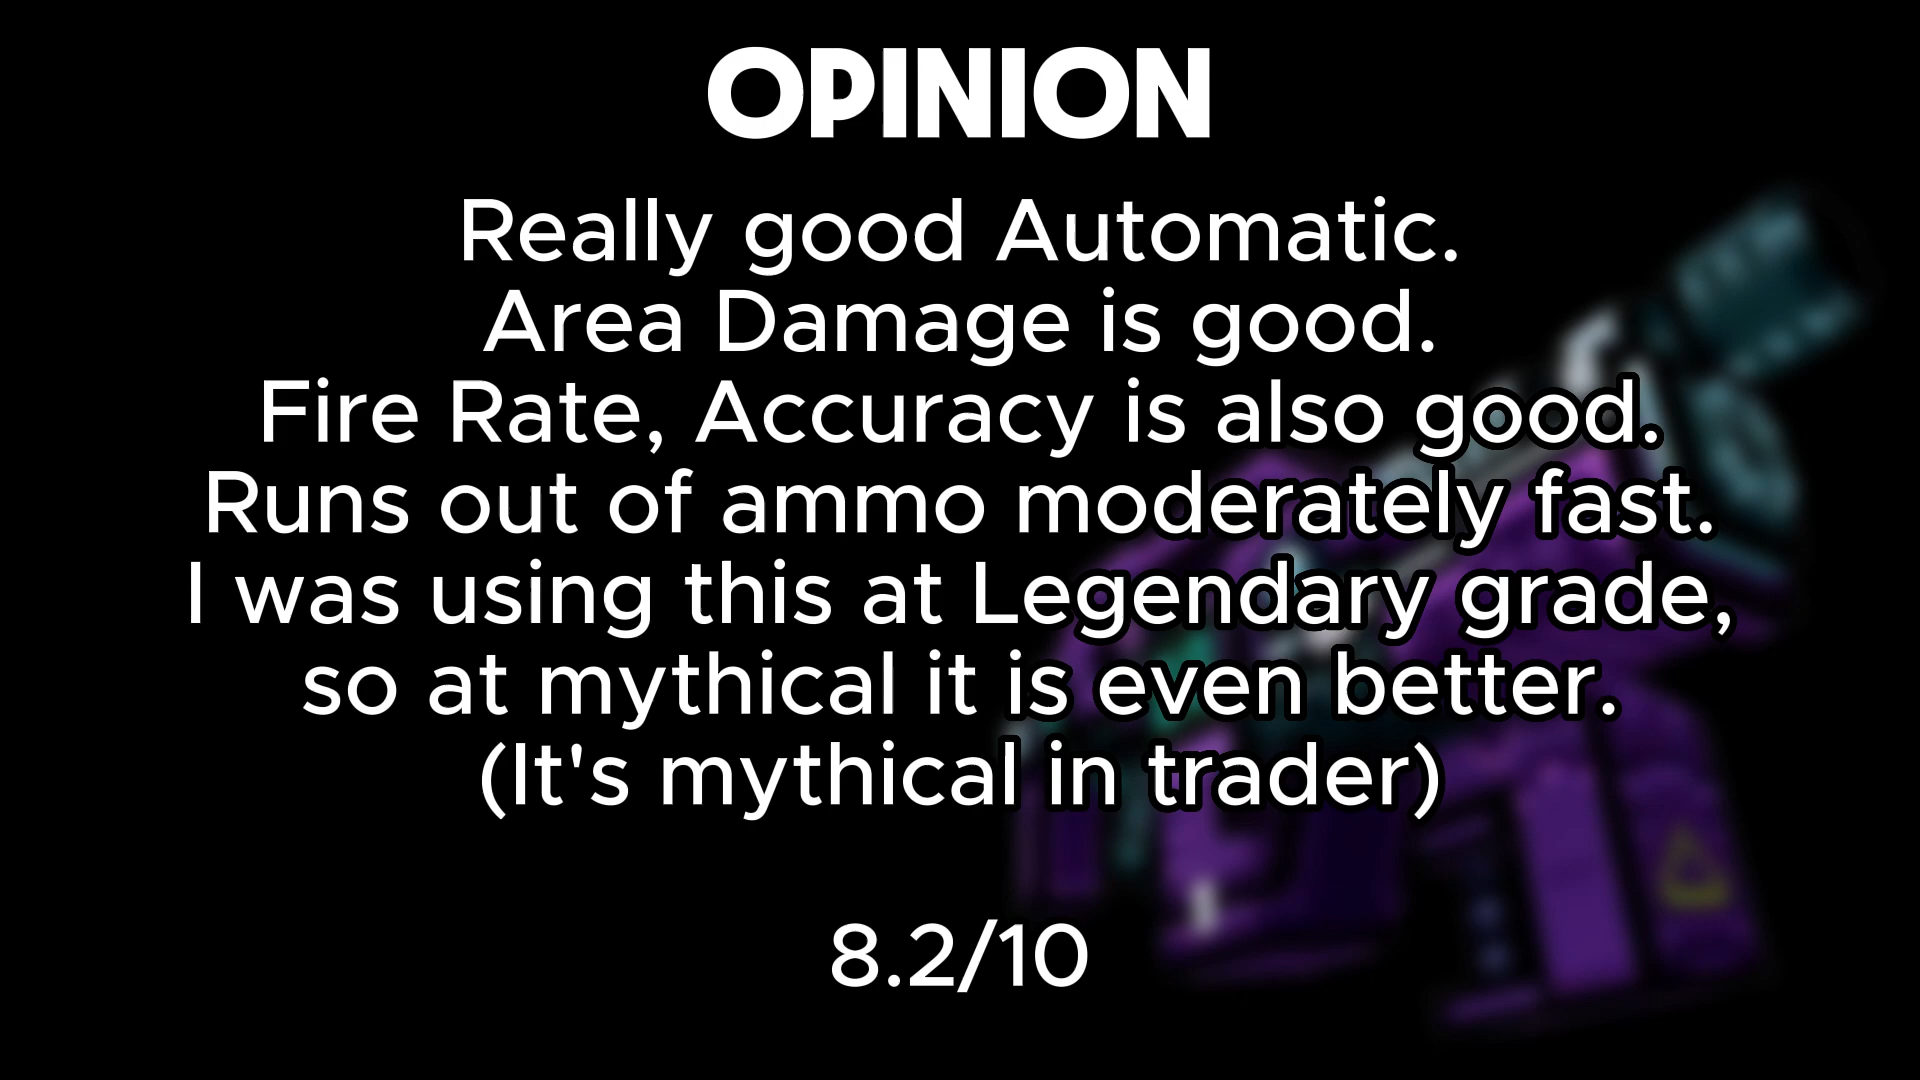 OPINION
Really good Automatic.
Area Damage is good.
Fire Rate, Accuracy is also good.
Runs out of ammo moderately fast.
I was using this at Legendary grade,
so at mythical it is even better.
(It's mythical in trader)
8.2/10